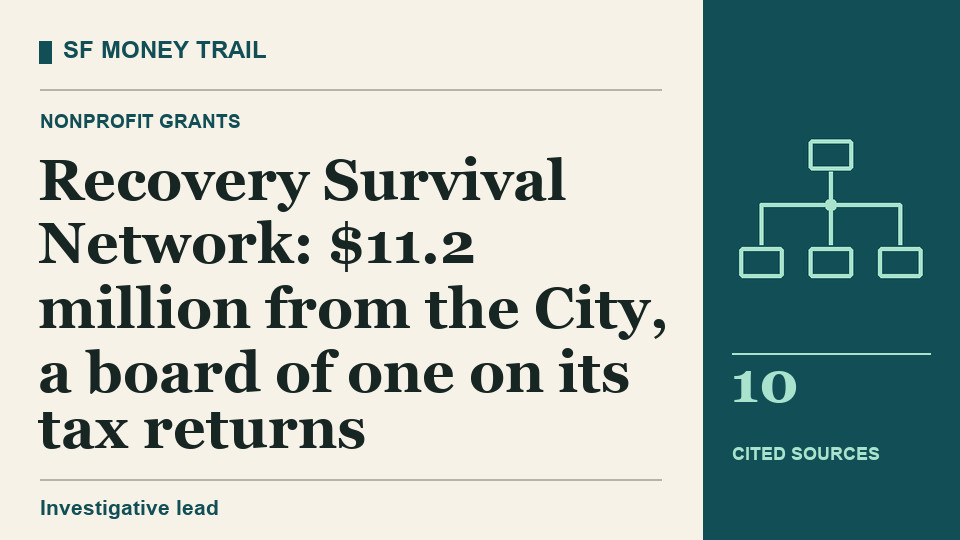 SF MONEY TRAIL
NONPROFIT GRANTS
Recovery Survival
Network: $11.2
million from the City,
a board of one on its
tax returns
Investigative lead
10
CITED SOURCES